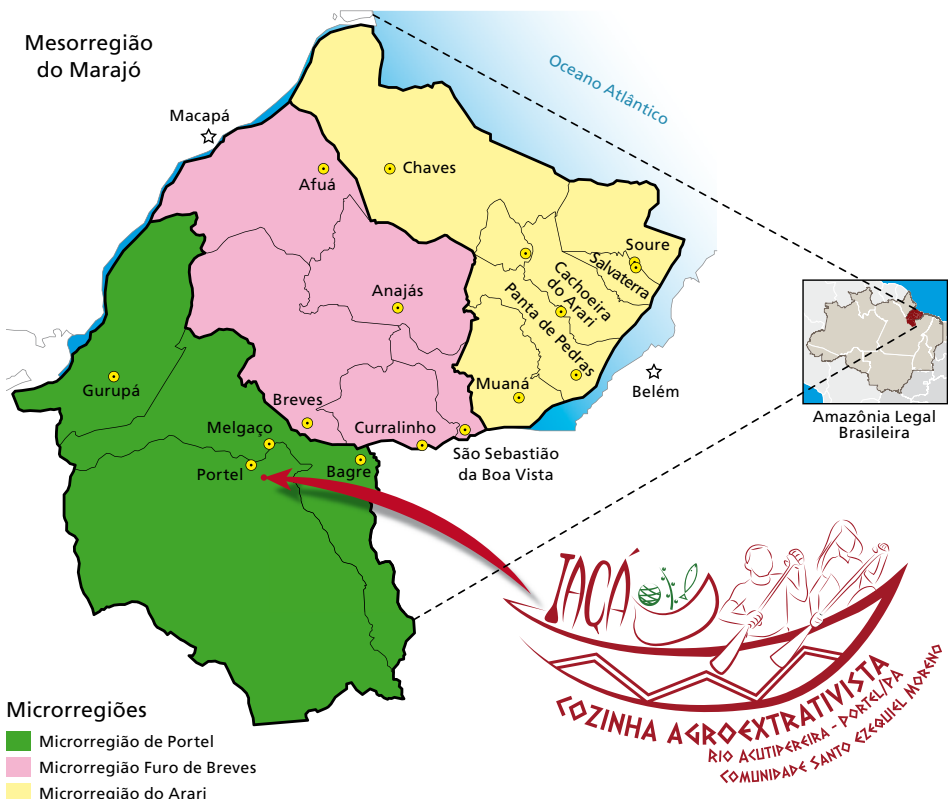 Mesorregião
do Marajó
Oceano Atlântico
Macapá
Afuá
Chaves
Soure
Salvaterra
Cachoeira
do Arari
Panta de Pedras
Anajás
Gurupá
Muaná
Belém
Breves
Curralinho
Melgaço
São Sebastião
da Boa Vista
Portel
Bagre
Amazônia Legal
Brasileira
IAÇÁ
COZINHA AGROEXTRATIVISTA
RIO ACUTIPEREIRA - PORTEL/PA
COMUNIDADE SANTO EZEQUIEL MORENO
Microrregiões
Microrregião de Portel
Microrregião Furo de Breves
Microrregião do Arari